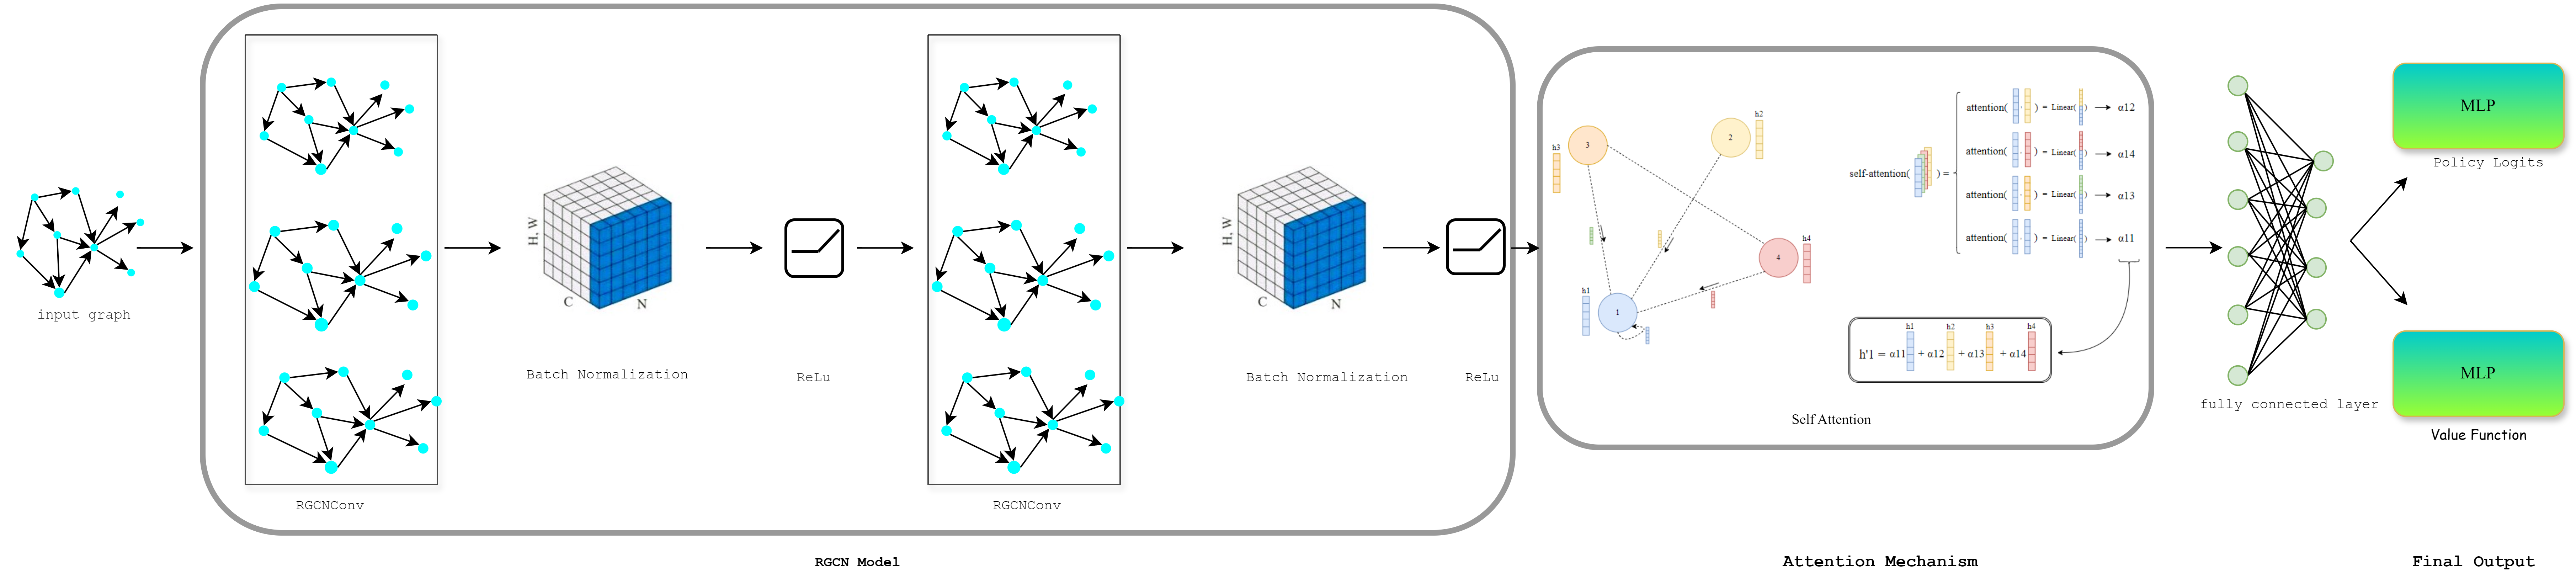 input graph
RGCNConv
H, W
C
N
Batch Normalization
ReLu
RGCNConv
H, W
C
N
Batch Normalization
ReLu
RGCN Model
h3
3
2
h2
4
h4
h1
1
self-attention( ) =
attention( · ) = Linear( ) α12
attention( · ) = Linear( ) α14
attention( · ) = Linear( ) α13
attention( · ) = Linear( ) α11
h1 h2 h3 h4
h'1 = α11 + α12 + α13 + α14
Self Attention
Attention Mechanism
fully connected layer
MLP
Policy Logits
MLP
Value Function
Final Output